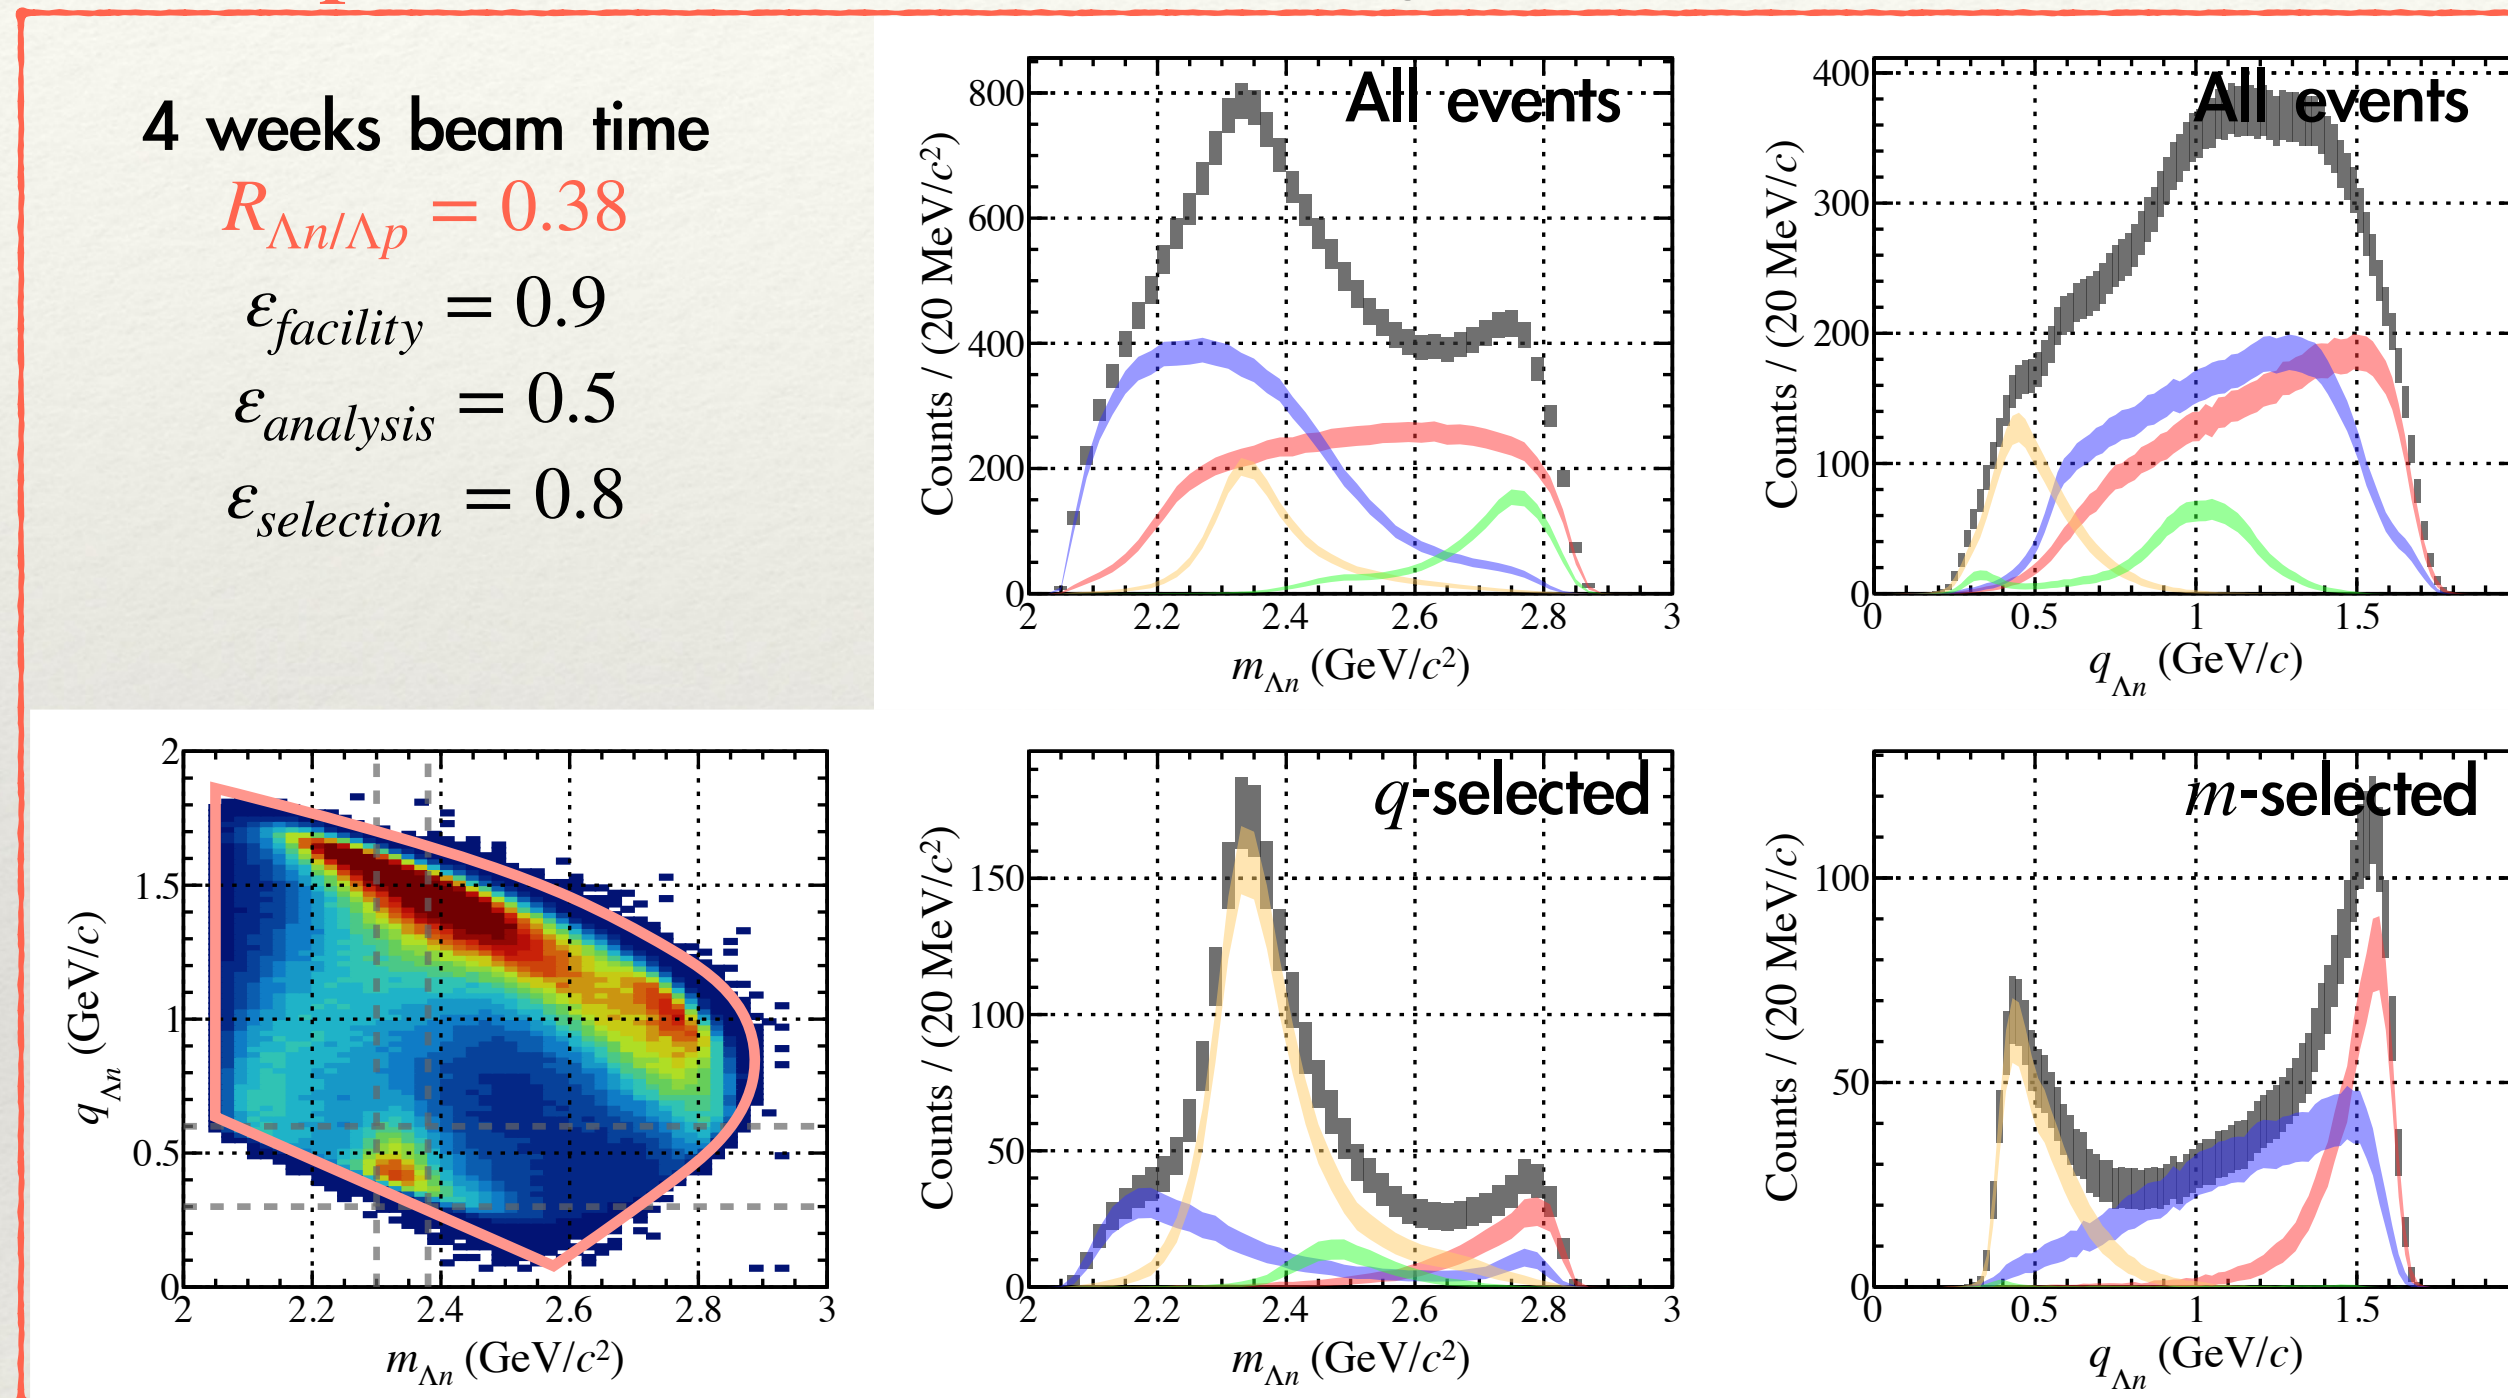 4 weeks beam time
R_{Λn/Λp} = 0.38
ε_{facility} = 0.9
ε_{analysis} = 0.5
ε_{selection} = 0.8
All events
Counts / (20 MeV/c²)
800
600
400
200
0
2 2.2 2.4 2.6 2.8 3
m_{Λn} (GeV/c²)
All events
Counts / (20 MeV/c)
400
300
200
100
0
0 0.5 1 1.5
q_{Λn} (GeV/c)
q_{Λn} (GeV/c)
2
1.5
1
0.5
0
2 2.2 2.4 2.6 2.8 3
m_{Λn} (GeV/c²)
q-selected
Counts / (20 MeV/c²)
150
100
50
0
2 2.2 2.4 2.6 2.8 3
m_{Λn} (GeV/c²)
m-selected
Counts / (20 MeV/c)
100
50
0
0 0.5 1 1.5
q_{Λn} (GeV/c)